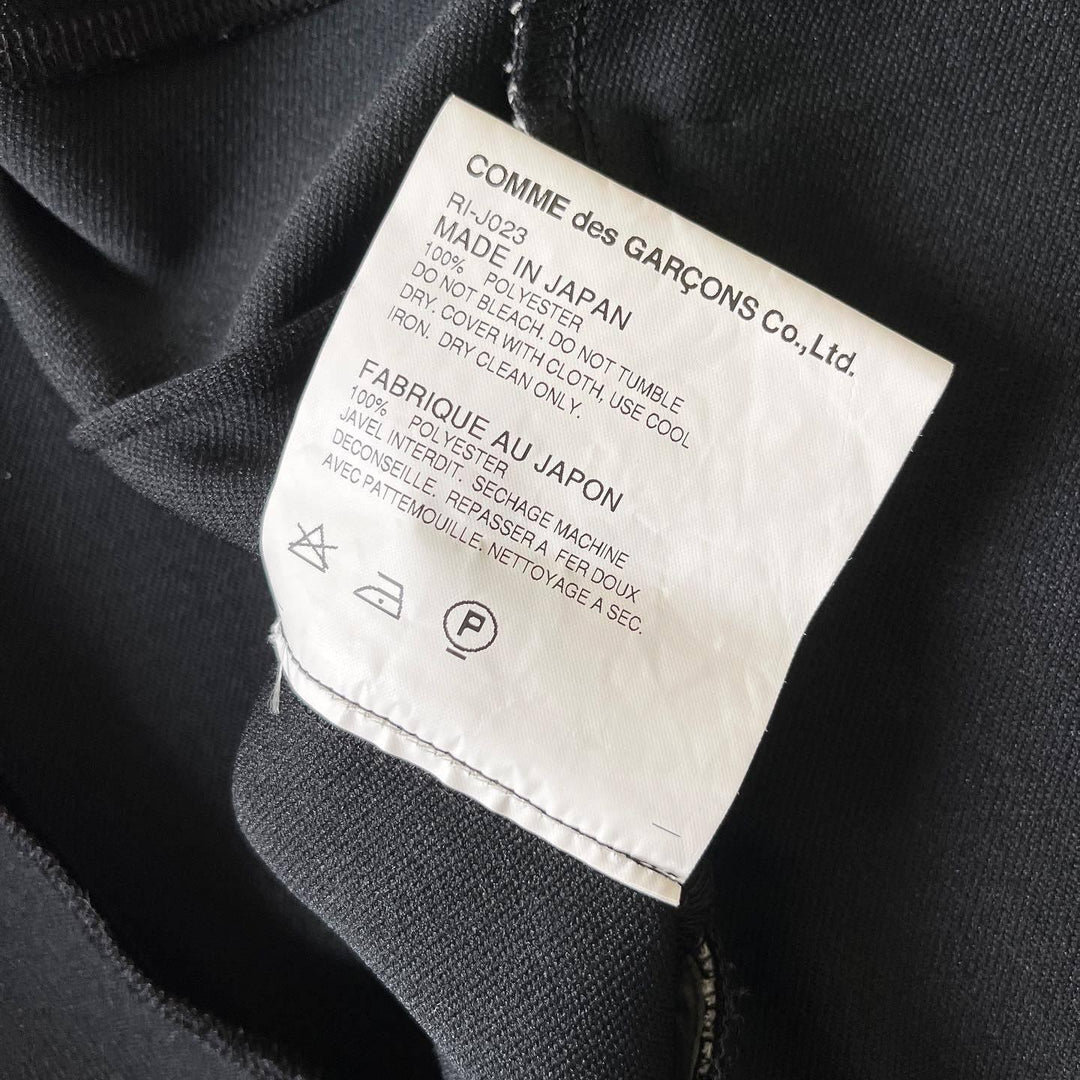 COMME des GARÇONS Co.,Ltd.
RI-J023
MADE IN JAPAN
100% POLYESTER
DO NOT BLEACH. DO NOT TUMBLE
DRY. COVER WITH CLOTH, USE COOL
IRON. DRY CLEAN ONLY.
FABRIQUE AU JAPON
100% POLYESTER
JAVEL INTERDIT. SECHAGE MACHINE
DECONSEILLE. REPASSER A FER DOUX
AVEC PATTEMOUILLE. NETTOYAGE A SEC.
P